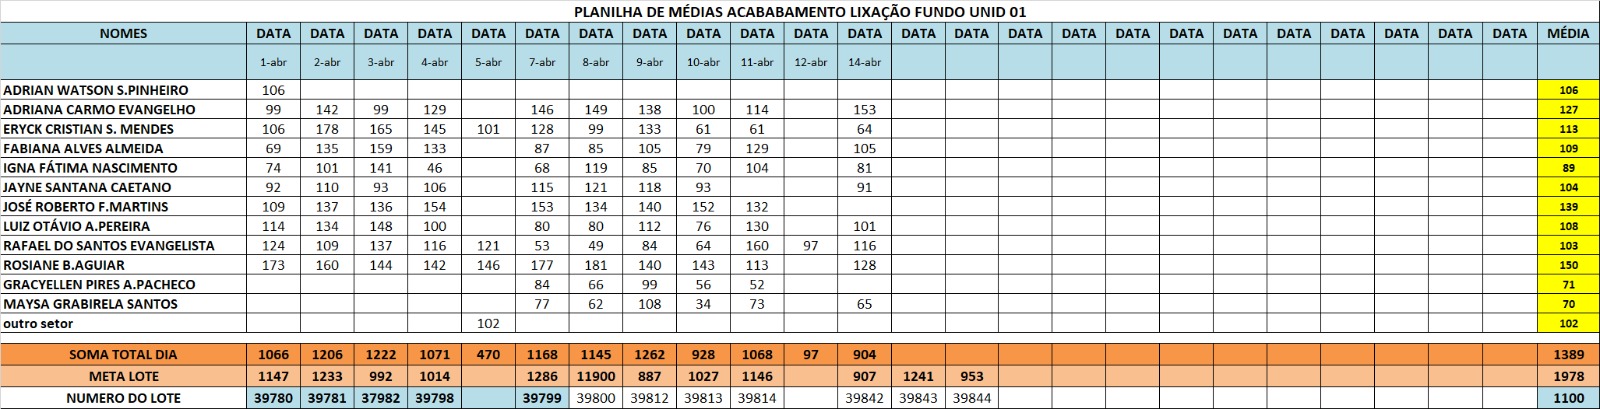 PLANILHA DE MÉDIAS ACABABAMENTO LIXAÇÃO FUNDO UNID 01
NOMES DATA DATA DATA DATA DATA DATA DATA DATA DATA DATA DATA DATA DATA DATA DATA DATA DATA DATA DATA DATA DATA DATA DATA DATA MÉDIA
1-abr 2-abr 3-abr 4-abr 5-abr 7-abr 8-abr 9-abr 10-abr 11-abr 12-abr 14-abr
ADRIAN WATSON S.PINHEIRO 106 106
ADRIANA CARMO EVANGELHO 99 142 99 129 146 149 138 100 114 153 127
ERYCK CRISTIAN S. MENDES 106 178 165 145 101 128 99 133 61 61 64 113
FABIANA ALVES ALMEIDA 69 135 159 133 87 85 105 79 129 105 109
IGNA FÁTIMA NASCIMENTO 74 101 141 46 68 119 85 70 104 81 89
JAYNE SANTANA CAETANO 92 110 93 106 115 121 118 93 91 104
JOSÉ ROBERTO F.MARTINS 109 137 136 154 153 134 140 152 132 139
LUIZ OTÁVIO A.PEREIRA 114 134 148 100 80 80 112 76 130 101 108
RAFAEL DO SANTOS EVANGELISTA 124 109 137 116 121 53 49 84 64 160 97 116 103
ROSIANE B.AGUIAR 173 160 144 142 146 177 181 140 143 113 128 150
GRACYELLEN PIRES A.PACHECO 84 66 99 56 52 71
MAYSA GRABIRELA SANTOS 77 62 108 34 73 65 70
outro setor 102 102
SOMA TOTAL DIA 1066 1206 1222 1071 470 1168 1145 1262 928 1068 97 904 1389
META LOTE 1147 1233 992 1014 1286 11900 887 1027 1146 907 1241 953 1978
NUMERO DO LOTE 39780 39781 37982 39798 39799 39800 39812 39813 39814 39842 39843 39844 1100